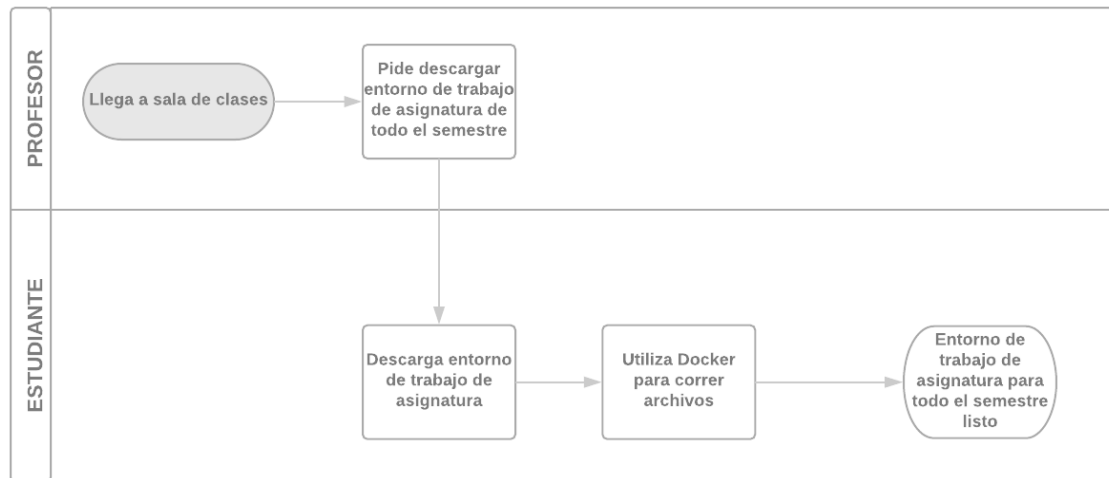 PROFESOR
Llega a sala de clases
Pide descargar
entorno de trabajo
de asignatura de
todo el semestre
ESTUDIANTE
Descarga entorno
de trabajo de
asignatura
Utiliza Docker
para correr
archivos
Entorno de
trabajo de
asignatura para
todo el semestre
listo